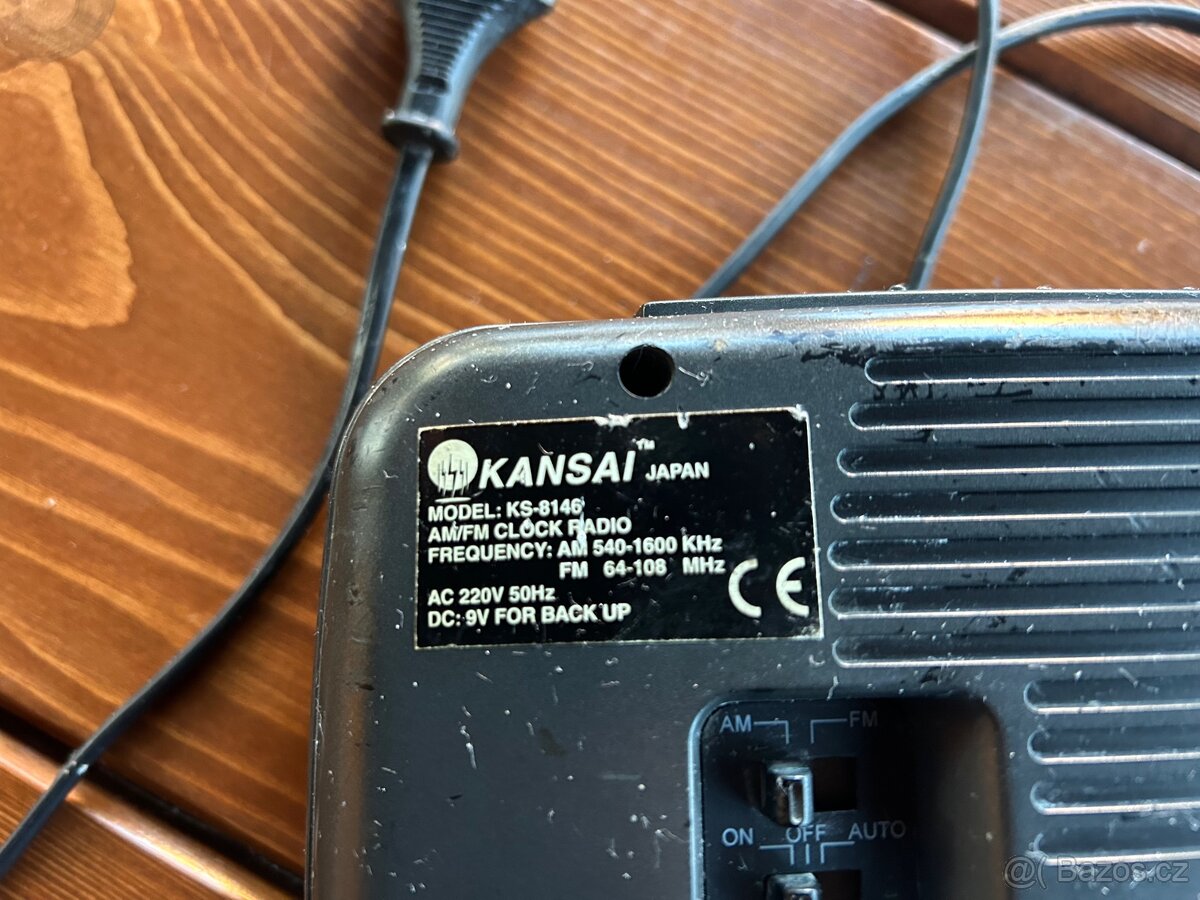 KANSAI™ JAPAN
MODEL: KS-8146
AM/FM CLOCK RADIO
FREQUENCY: AM 540-1600 KHz
FM 64-108 MHz
AC 220V 50Hz
DC: 9V FOR BACK UP
CE
AM FM
ON OFF AUTO
@( Bazos.cz